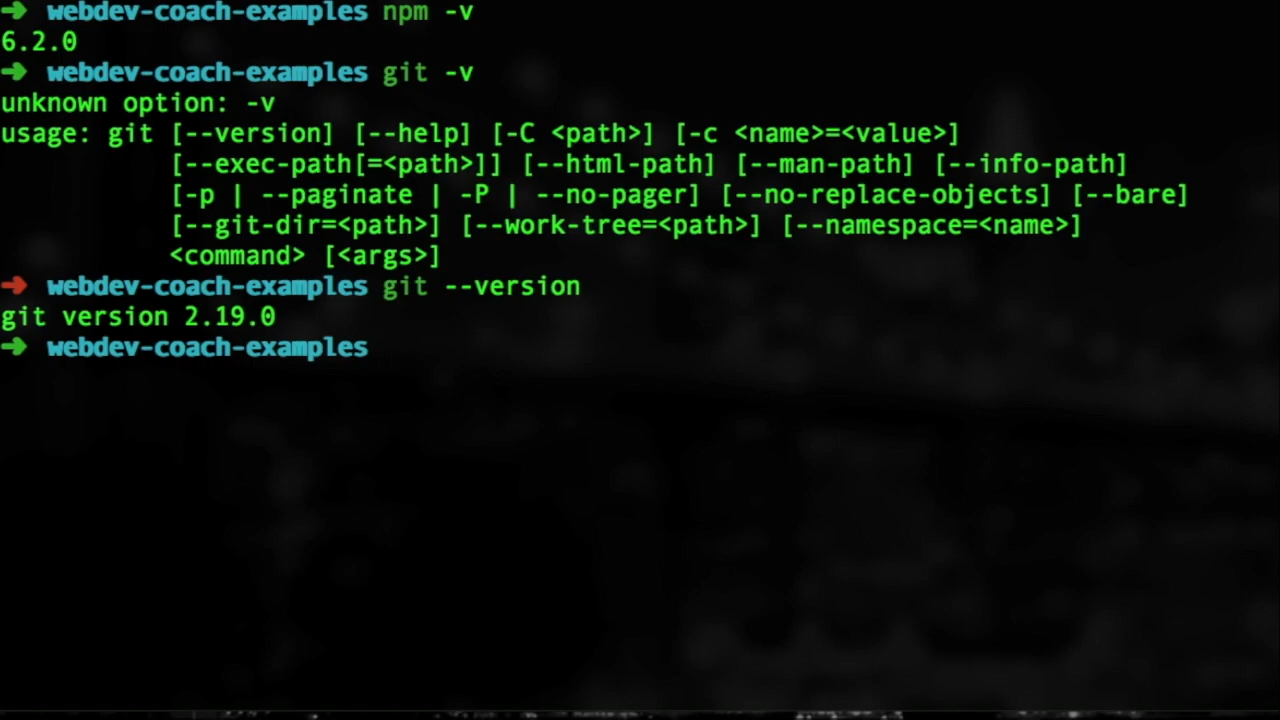 ➜ webdev-coach-examples npm -v
6.2.0
➜ webdev-coach-examples git -v
unknown option: -v
usage: git [--version] [--help] [-C <path>] [-c <name>=<value>]
           [--exec-path[=<path>]] [--html-path] [--man-path] [--info-path]
           [-p | --paginate | -P | --no-pager] [--no-replace-objects] [--bare]
           [--git-dir=<path>] [--work-tree=<path>] [--namespace=<name>]
           <command> [<args>]
➜ webdev-coach-examples git --version
git version 2.19.0
➜ webdev-coach-examples